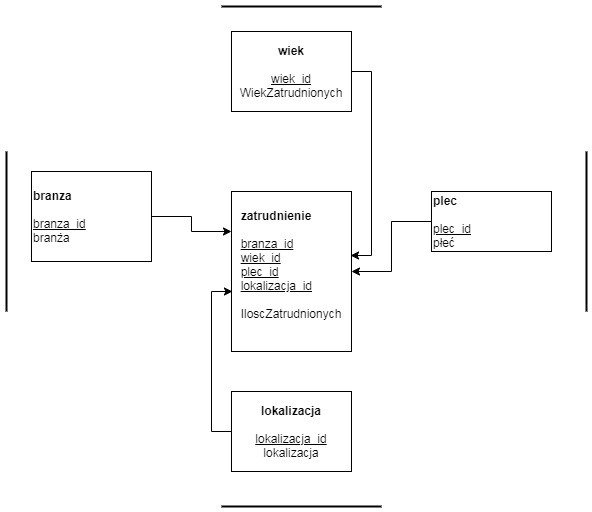 wiek
wiek_id
WiekZatrudnionych
branza
branza_id
branża
zatrudnienie
branza_id
wiek_id
plec_id
lokalizacja_id
IloscZatrudnionych
plec
plec_id
płeć
lokalizacja
lokalizacja_id
lokalizacja